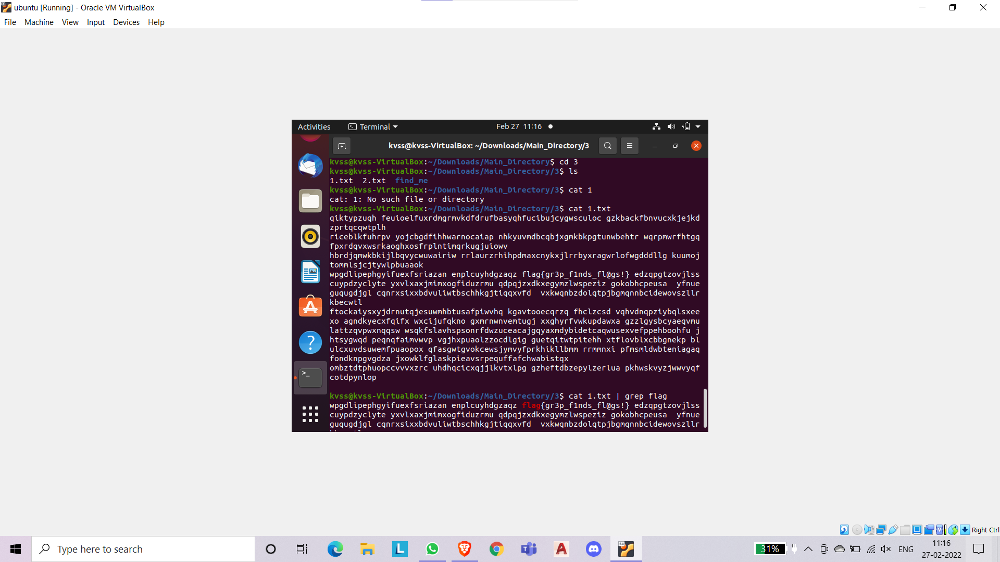 ubuntu [Running] - Oracle VM VirtualBox
File Machine View Input Devices Help
Activities Terminal Feb 27 11:16
kvss@kvss-VirtualBox: ~/Downloads/Main_Directory/3
kvss@kvss-VirtualBox:~/Downloads/Main_Directory$ cd 3
kvss@kvss-VirtualBox:~/Downloads/Main_Directory/3$ ls
1.txt 2.txt find_me
kvss@kvss-VirtualBox:~/Downloads/Main_Directory/3$ cat 1
cat: 1: No such file or directory
kvss@kvss-VirtualBox:~/Downloads/Main_Directory/3$ cat 1.txt
qiktypzuqh feuioelfuxrdmgrmvkdfdrufbasyqhfucibujcygwsculoc gzkbackfbnvucxkjejkd
zprtqcqwtplh
riceblkfuhrpv yojcbgdfihhwarnocaiap nhkyuvmdbcqbjxgmkbkpgtunwbehtr wqrpmwrfhtgq
fpxrdqvxwsrkaoghxosfrplntimqrkugjuiowv
hbrdjqmwkbkijlbqvycwuwairiw rrlaurzrhihpdmaxcnykxjlrrbyxragwrlofwgdddllg kuumoj
tommlsjcjtywlpbuaaok
wpgdlipephgyifuexfsriazan enplcuyhdgzaqz flag{gr3p_f1nds_fl@gs!} edzqpgtzovjlss
cuypdzyclyte yxvlxaxjmimxogfiduzrmu qdpqjzxdkxegymzlwspeziz gokobhcpeusa  yfnue
guqugdjgl cqnrxsixxbdvuliwtbschhkgjtiqqxvfd  vxkwqnbzdolqtpjbgmqnnbcidewovszllr
kbecwtl
ftockaiysxyjdrnutqjesuwmhbtusafpiwvhq kgavtooecqrzq fhclzcsd vqhvdnqpziybqlsxee
xo agndkyecxfqifx wxcijufqkno gxmrnwnvemtugj xxghyrfvwkupdawxa gzzlgysbcyaeqvmu
lattzqvpwxnqqsw wsqkfslavhspsonrfdwzuceacajgqyaxmdybidetcaqwusexvefppehboohfu j
htsygwqd peqnqfaimvwvp vgjhxpuaolzzocdlgig guetqitwtpitehh xtflovblxcbbgnekp bl
ulcxuvdsuwemfpuaopox qfasgwtgvokcewsjymvyfprkhikllbmm rrmmnxi pfmsmldwbteniagaq
fondknpgvgdza jxowklfglaskpieavsrpequffafchwabistqx
ombztdtphuopccvvvxzrc uhdhqcicxqjjlkvtxlpg gzheftdbzepylzerlua pkhwskvyzjwwvyqf
cotdpynlop
kvss@kvss-VirtualBox:~/Downloads/Main_Directory/3$ cat 1.txt | grep flag
wpgdlipephgyifuexfsriazan enplcuyhdgzaqz flag{gr3p_f1nds_fl@gs!} edzqpgtzovjlss
cuypdzyclyte yxvlxaxjmimxogfiduzrmu qdpqjzxdkxegymzlwspeziz gokobhcpeusa  yfnue
guqugdjgl cqnrxsixxbdvuliwtbschhkgjtiqqxvfd  vxkwqnbzdolqtpjbgmqnnbcidewovszllr
Right Ctrl
Type here to search
31%
ENG
11:16
27-02-2022